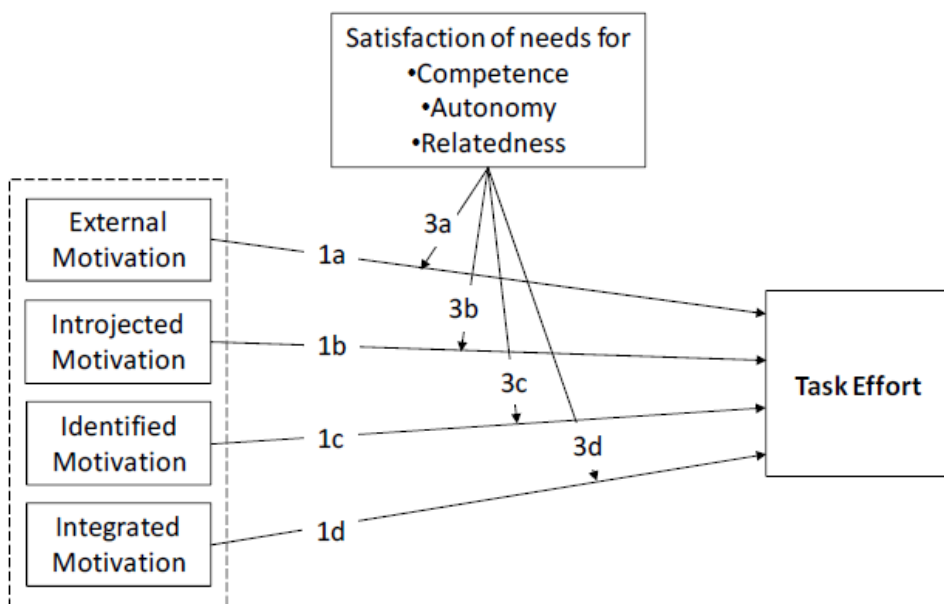 Satisfaction of needs for
•Competence
•Autonomy
•Relatedness
External
Motivation
Introjected
Motivation
Identified
Motivation
Integrated
Motivation
1a
1b
1c
1d
3a
3b
3c
3d
Task Effort